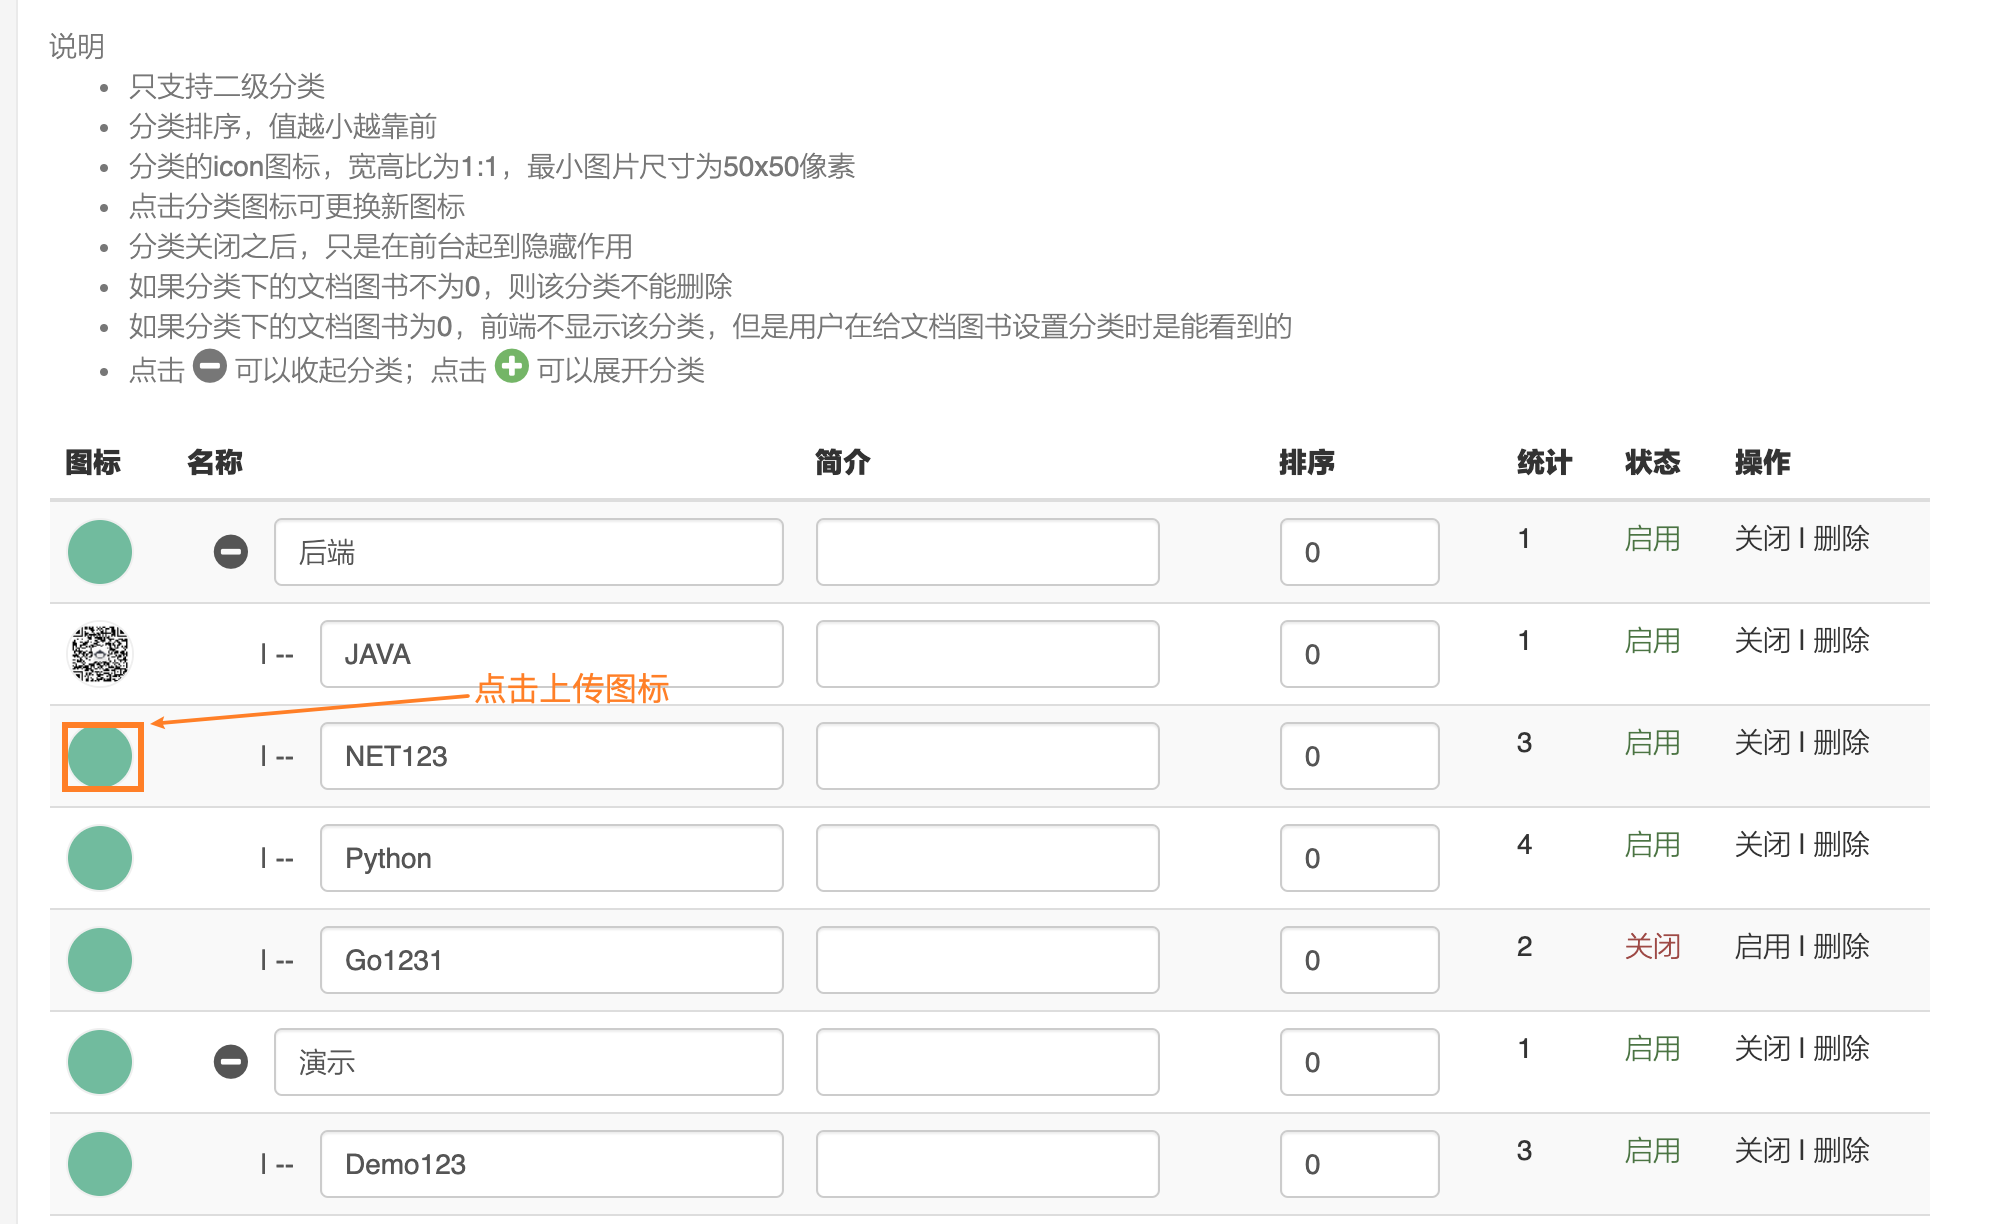 说明
只支持二级分类
分类排序，值越小越靠前
分类的icon图标，宽高比为1:1，最小图片尺寸为50x50像素
点击分类图标可更换新图标
分类关闭之后，只是在前台起到隐藏作用
如果分类下的文档图书不为0，则该分类不能删除
如果分类下的文档图书为0，前端不显示该分类，但是用户在给文档图书设置分类时是能看到的
点击 可以收起分类；点击 可以展开分类
图标 名称 简介 排序 统计 状态 操作
后端 0 1 启用 关闭 | 删除
| -- JAVA 0 1 启用 关闭 | 删除
点击上传图标
| -- NET123 0 3 启用 关闭 | 删除
| -- Python 0 4 启用 关闭 | 删除
| -- Go1231 0 2 关闭 启用 | 删除
演示 0 1 启用 关闭 | 删除
| -- Demo123 0 3 启用 关闭 | 删除